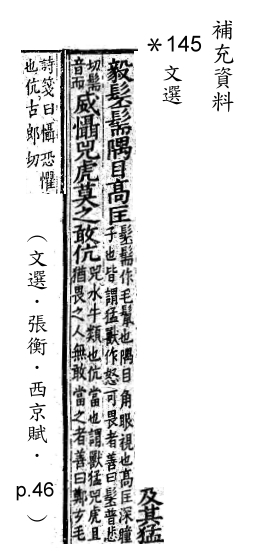 補充資料
*145 文選
及其猛
毅髬髵隅目高匡
髬髵作毛鬣也隅目角眼視也高匡深瞳
子也皆謂猛獸作怒可畏者善曰髬普悲
切髵
音而
威懾兕虎莫之敢伉
兕水牛類也伉當也謂獸猛兕虎且
猶畏之人無敢當之者善曰鄭玄毛
詩箋曰懾恐懼
也伉古郎切
（文選．張衡．西京賦．p.46）